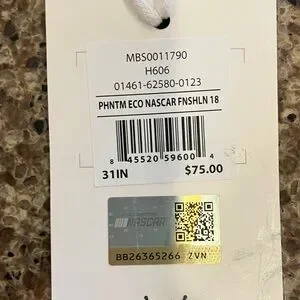 MBS0011790
H606
01461-62580-0123
PHNTM ECO NASCAR FNSHLN 18
8 45520 59600 4
31IN $75.00
NASCAR
BB26365266 ZVN